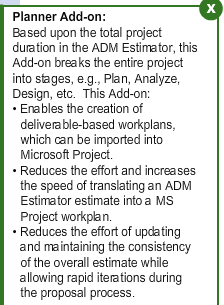 X
Planner Add-on:
Based upon the total project
duration in the ADM Estimator, this
Add-on breaks the entire project
into stages, e.g., Plan, Analyze,
Design, etc.  This Add-on:
• Enables the creation of
deliverable-based workplans,
which can be imported into
Microsoft Project.
• Reduces the effort and increases
the speed of translating an ADM
Estimator estimate into a MS
Project workplan.
• Reduces the effort of updating
and maintaining the consistency
of the overall estimate while
allowing rapid iterations during
the proposal process.